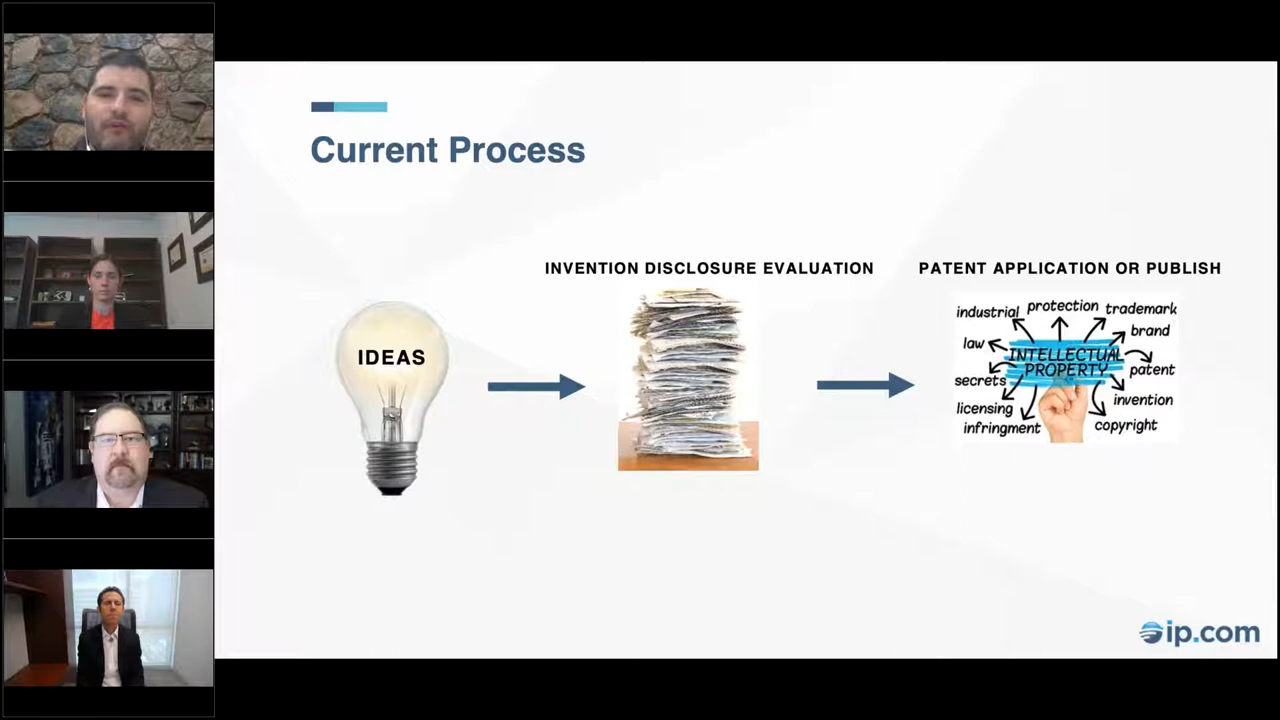 Current Process
INVENTION DISCLOSURE EVALUATION
PATENT APPLICATION OR PUBLISH
IDEAS
industrial
protection
trademark
law
brand
INTELLECTUAL
PROPERTY
secrets
patent
licensing
invention
infringment
copyright
ip.com